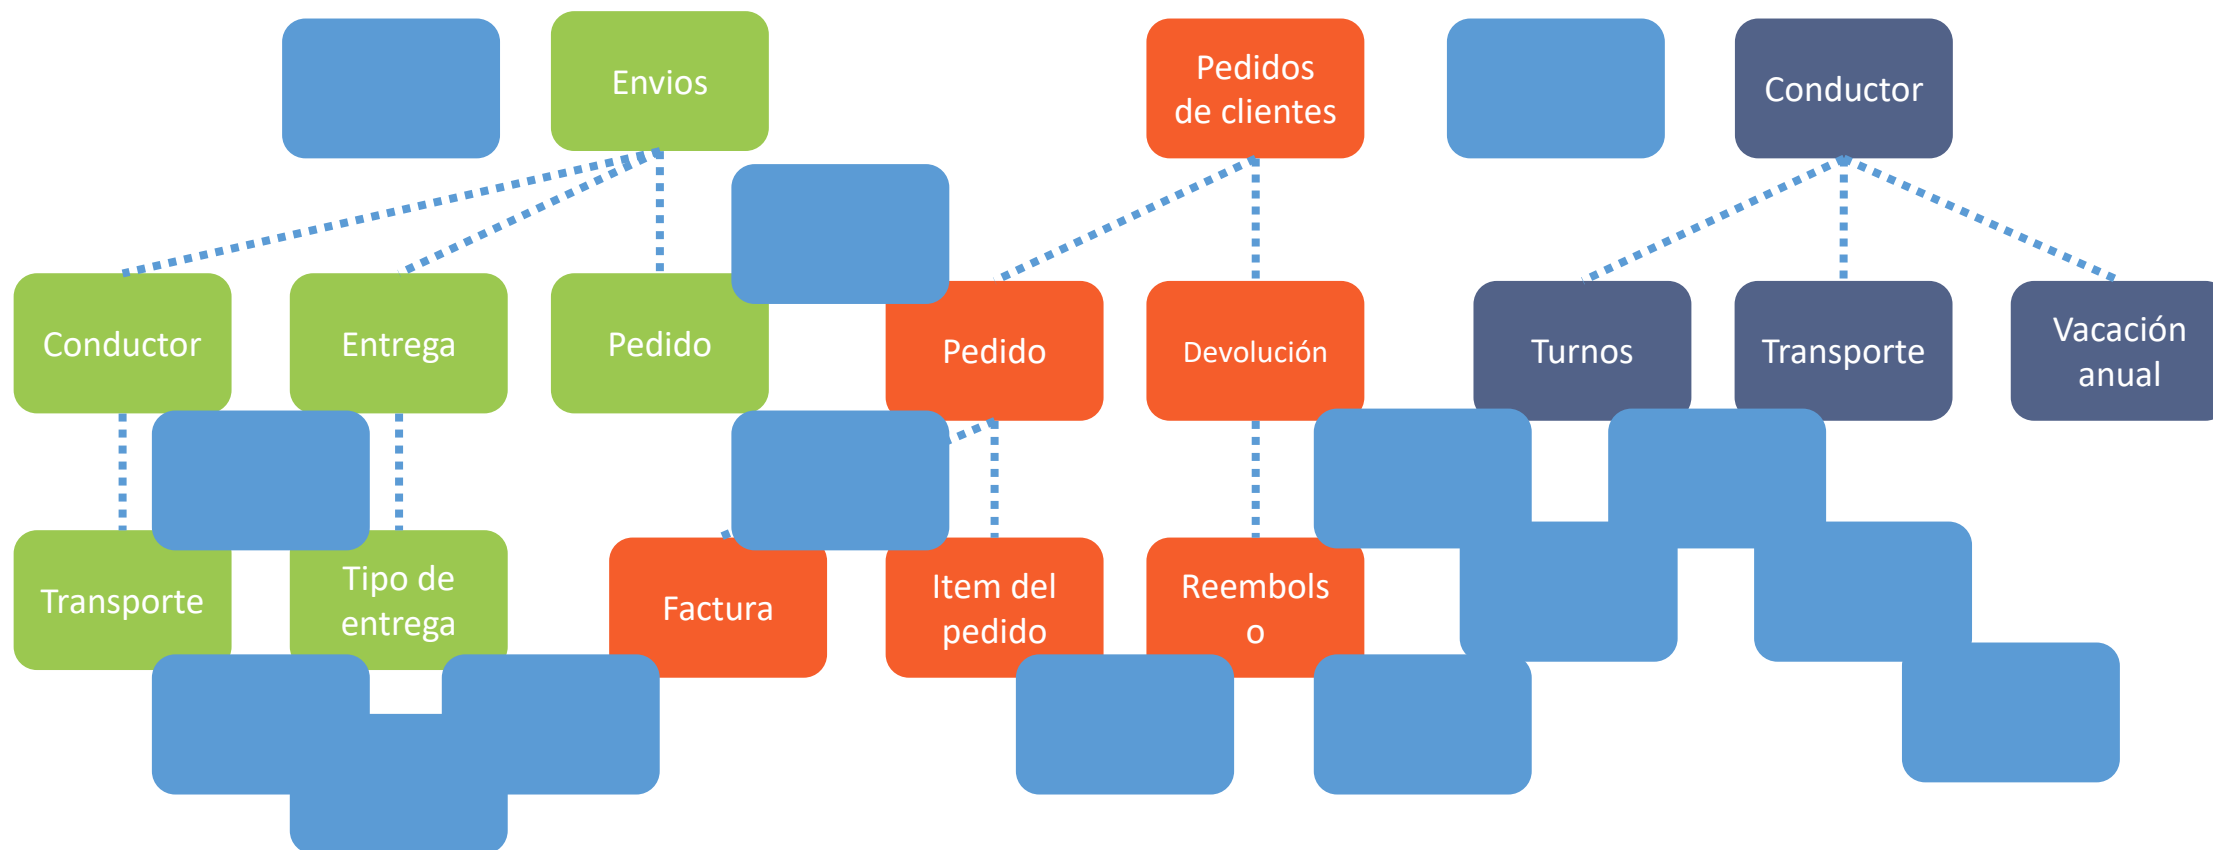 Envios
Pedidos
de clientes
Conductor
Conductor
Entrega
Pedido
Pedido
Devolución
Turnos
Transporte
Vacación
anual
Transporte
Tipo de
entrega
Factura
Item del
pedido
Reembols
o